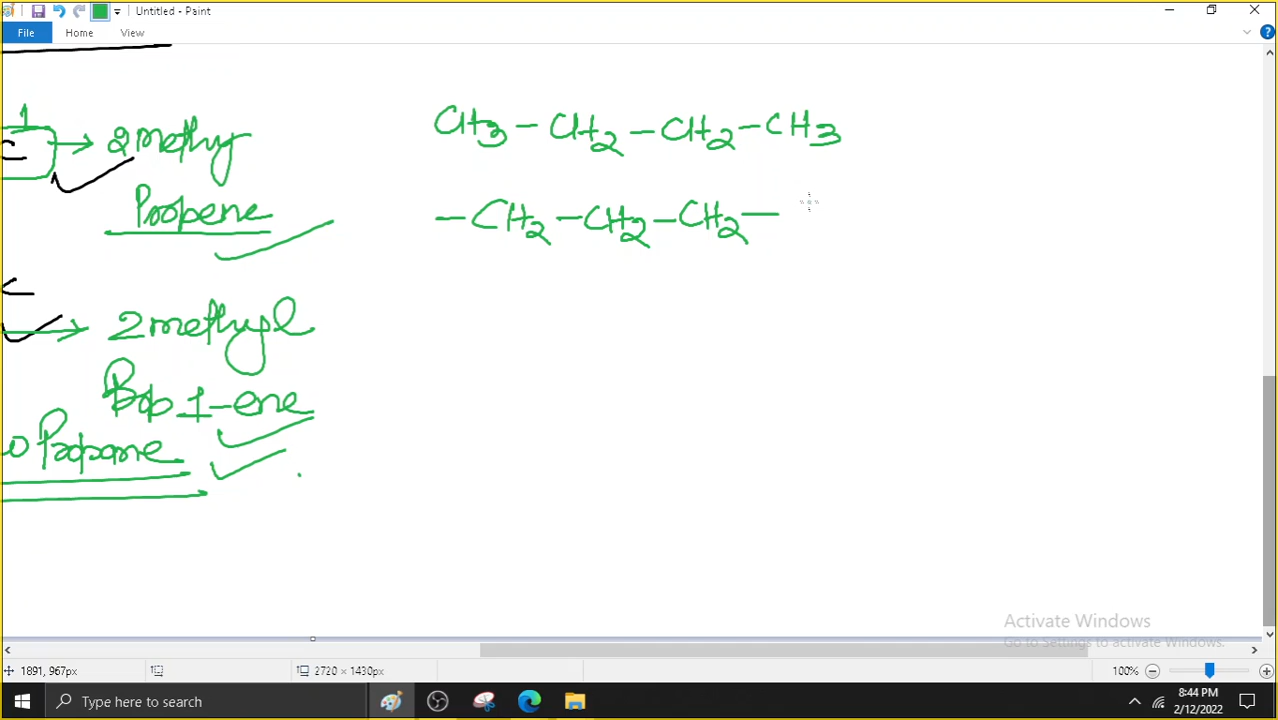 Untitled - Paint
File Home View
1
C → 2methy
Propene
CH3 - CH2 - CH2 - CH3
- CH2 - CH2 - CH2 -
C
→ 2methyl
1-ene
o Propane
Activate Windows
Go to Settings to activate Windows.
1891, 967px
2720 × 1430px
100%
Type here to search
8:44 PM
2/12/2022